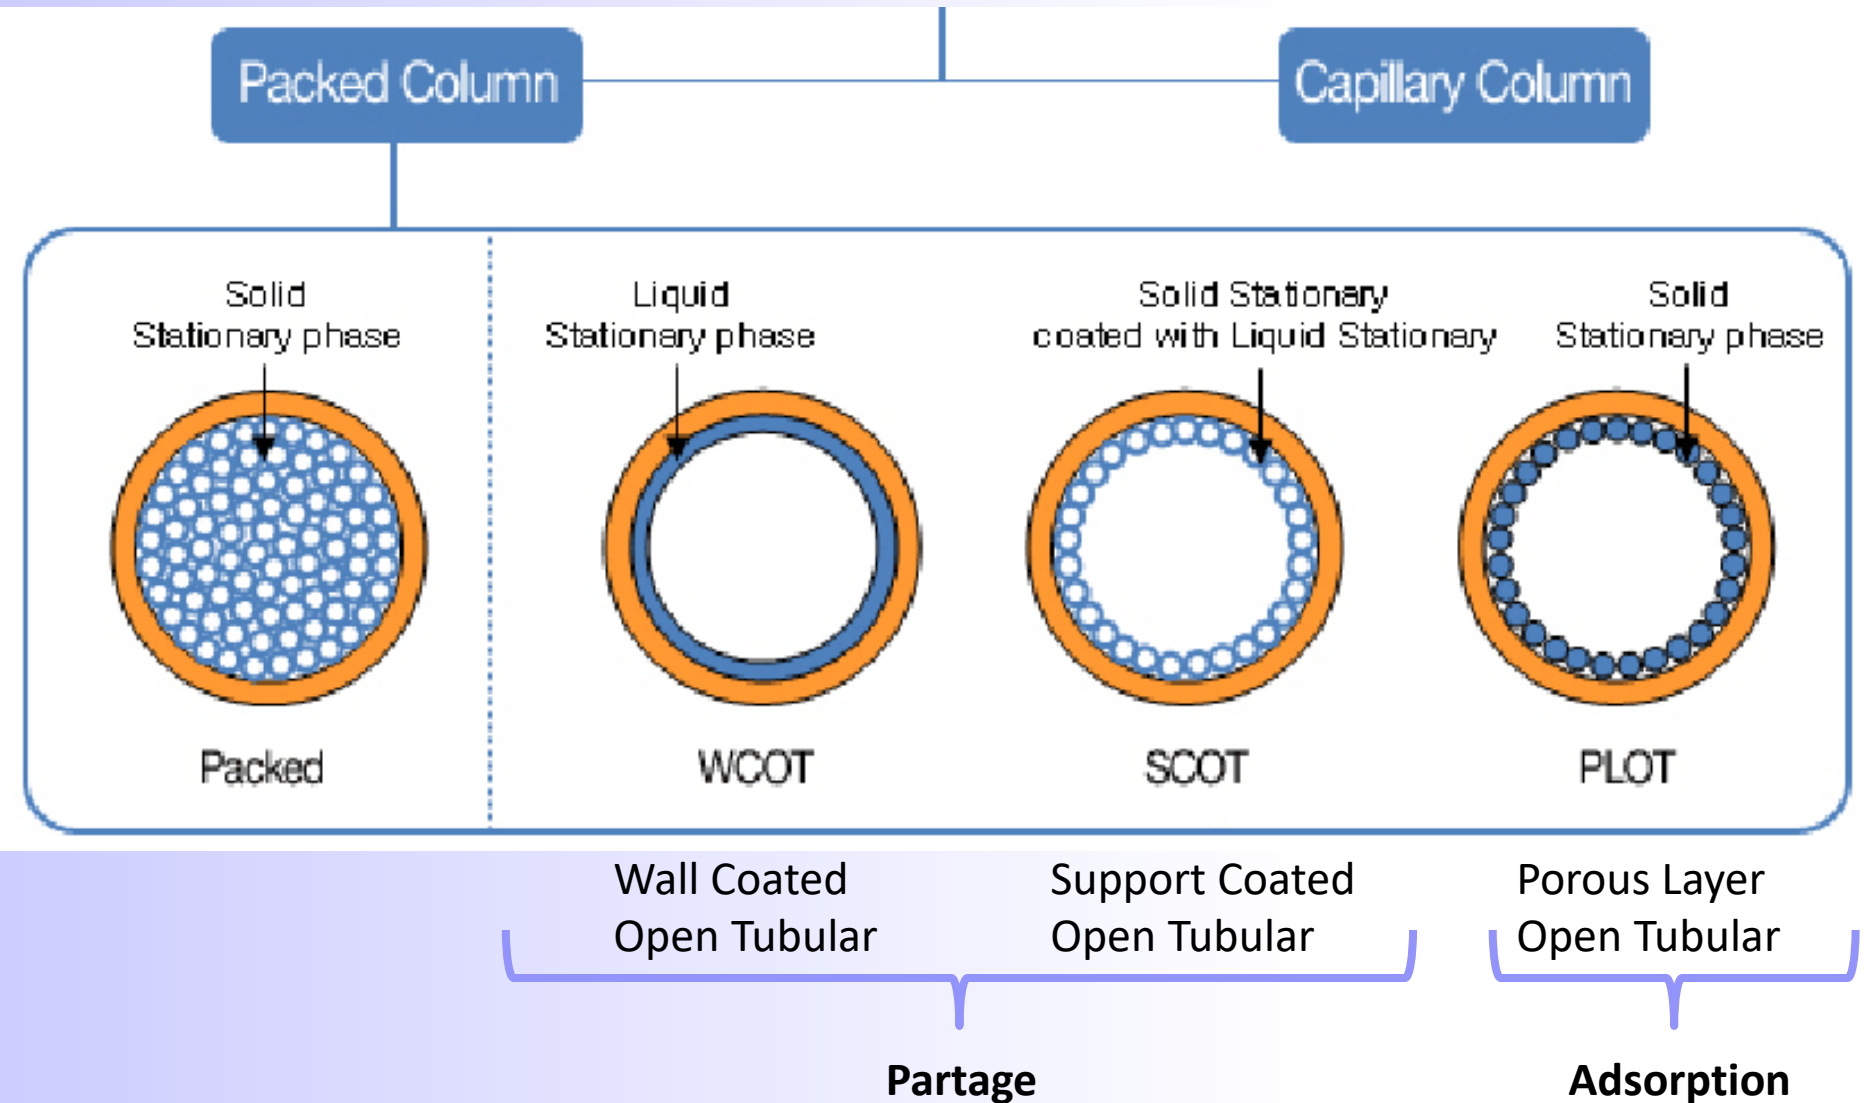 Packed Column
Capillary Column
Solid
Stationary phase
Liquid
Stationary phase
Solid Stationary
coated with Liquid Stationary
Solid
Stationary phase
Packed
WCOT
SCOT
PLOT
Wall Coated
Open Tubular
Support Coated
Open Tubular
Porous Layer
Open Tubular
Partage
Adsorption